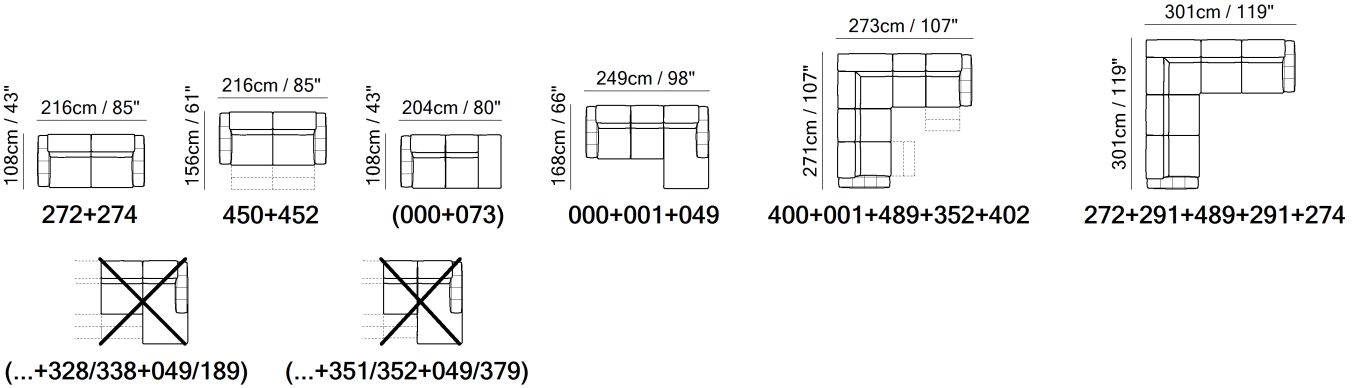 216cm / 85"
108cm / 43"
272+274
216cm / 85"
156cm / 61"
450+452
204cm / 80"
108cm / 43"
(000+073)
249cm / 98"
168cm / 66"
000+001+049
273cm / 107"
271cm / 107"
400+001+489+352+402
301cm / 119"
301cm / 119"
272+291+489+291+274
(...+328/338+049/189)
(...+351/352+049/379)